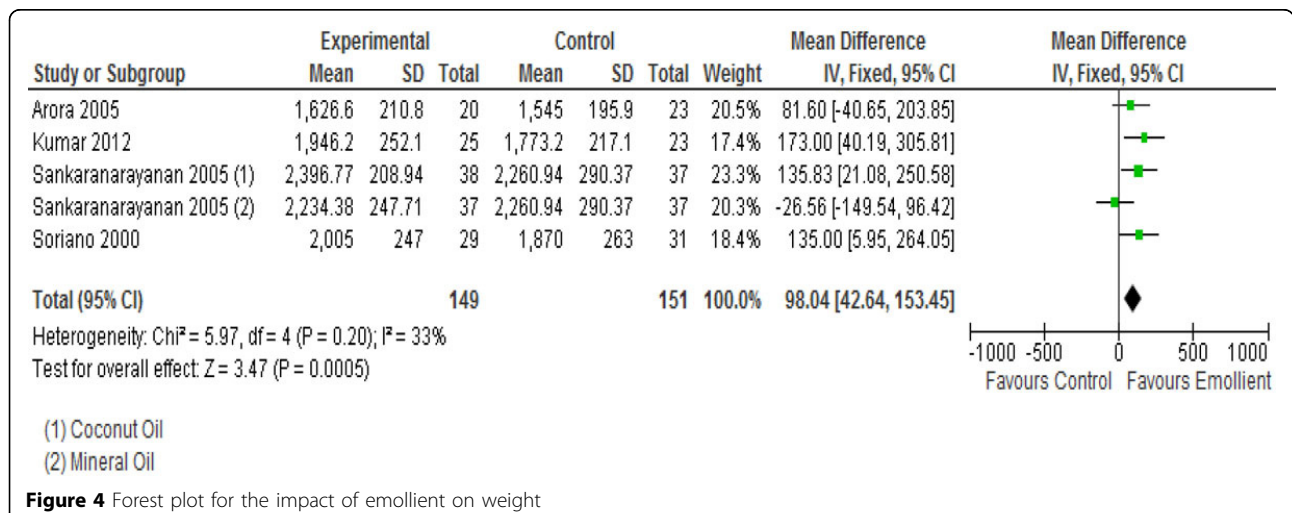 Experimental Control Mean Difference Mean Difference
Study or Subgroup Mean SD Total Mean SD Total Weight IV, Fixed, 95% CI IV, Fixed, 95% CI
Arora 2005 1,626.6 210.8 20 1,545 195.9 23 20.5% 81.60 [-40.65, 203.85]
Kumar 2012 1,946.2 252.1 25 1,773.2 217.1 23 17.4% 173.00 [40.19, 305.81]
Sankaranarayanan 2005 (1) 2,396.77 208.94 38 2,260.94 290.37 37 23.3% 135.83 [21.08, 250.58]
Sankaranarayanan 2005 (2) 2,234.38 247.71 37 2,260.94 290.37 37 20.3% -26.56 [-149.54, 96.42]
Soriano 2000 2,005 247 29 1,870 263 31 18.4% 135.00 [5.95, 264.05]
Total (95% CI) 149 151 100.0% 98.04 [42.64, 153.45]
Heterogeneity: Chi² = 5.97, df = 4 (P = 0.20); I² = 33%
Test for overall effect: Z = 3.47 (P = 0.0005)
-1000 -500 0 500 1000
Favours Control Favours Emollient
(1) Coconut Oil
(2) Mineral Oil
Figure 4 Forest plot for the impact of emollient on weight